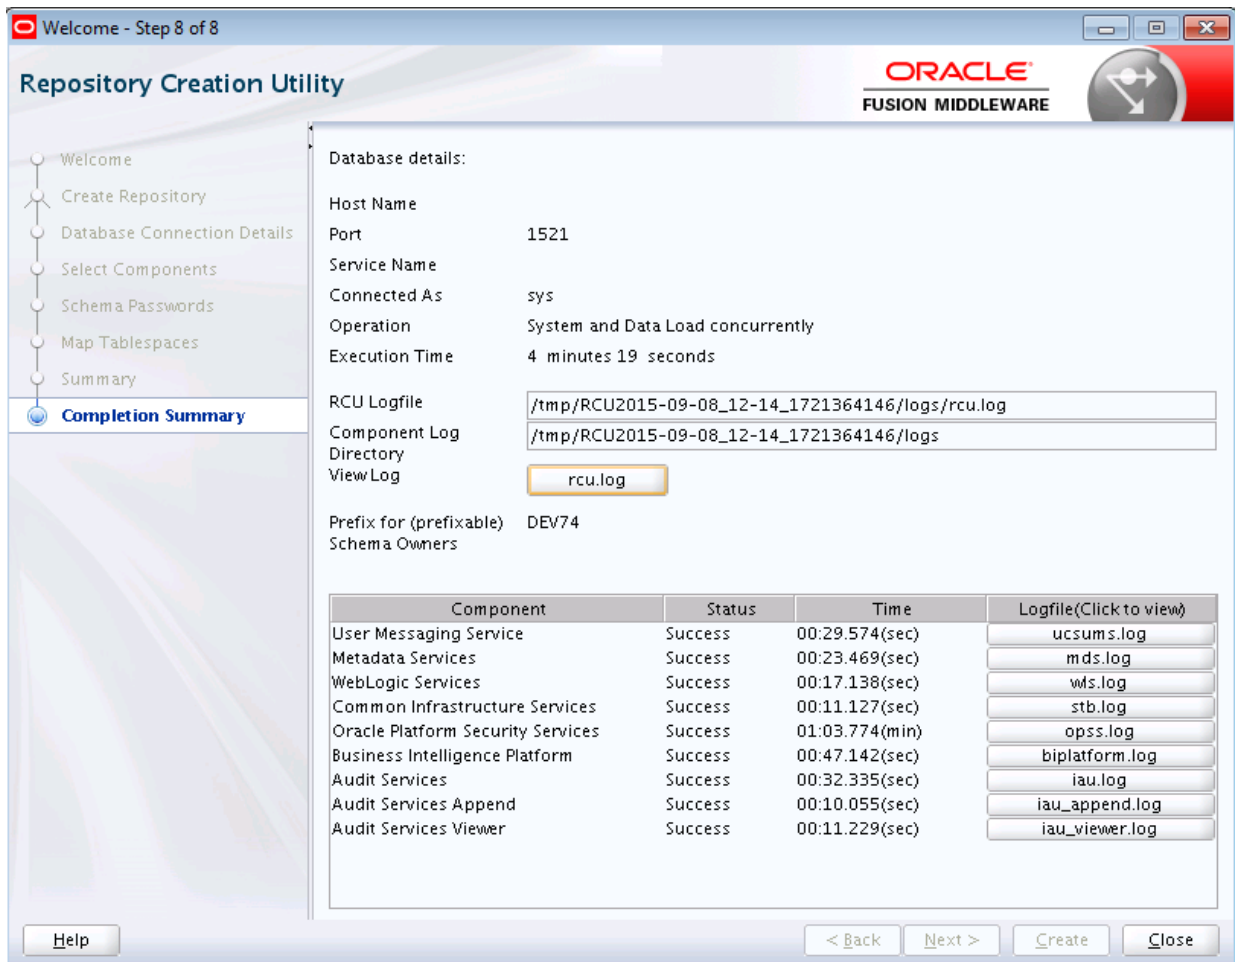 Welcome - Step 8 of 8
Repository Creation Utility
ORACLE
FUSION MIDDLEWARE
Welcome
Create Repository
Database Connection Details
Select Components
Schema Passwords
Map Tablespaces
Summary
Completion Summary
Database details:
Host Name
Port 1521
Service Name
Connected As sys
Operation System and Data Load concurrently
Execution Time 4 minutes 19 seconds
RCU Logfile /tmp/RCU2015-09-08_12-14_1721364146/logs/rcu.log
Component Log /tmp/RCU2015-09-08_12-14_1721364146/logs
Directory
View Log rcu.log
Prefix for (prefixable) DEV74
Schema Owners
Component Status Time Logfile(Click to view)
User Messaging Service Success 00:29.574(sec) ucsums.log
Metadata Services Success 00:23.469(sec) mds.log
WebLogic Services Success 00:17.138(sec) wls.log
Common Infrastructure Services Success 00:11.127(sec) stb.log
Oracle Platform Security Services Success 01:03.774(min) opss.log
Business Intelligence Platform Success 00:47.142(sec) biplatform.log
Audit Services Success 00:32.335(sec) iau.log
Audit Services Append Success 00:10.055(sec) iau_append.log
Audit Services Viewer Success 00:11.229(sec) iau_viewer.log
Help < Back Next > Create Close